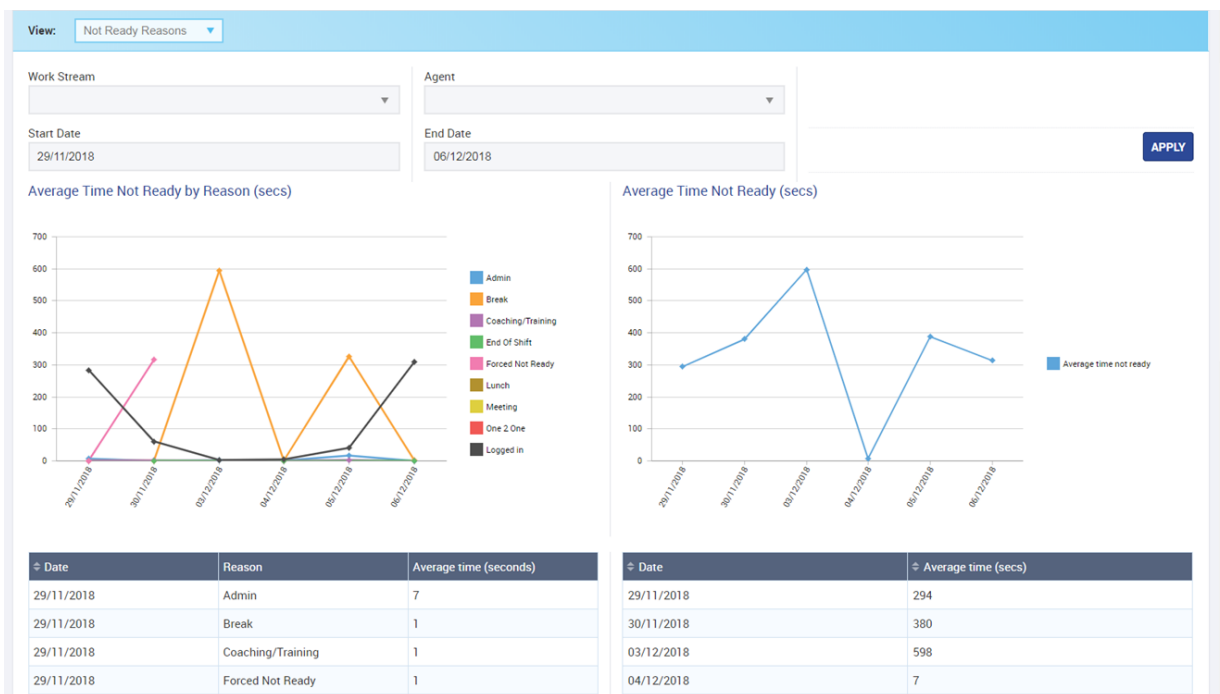 View: Not Ready Reasons
Work Stream
Agent
Start Date
End Date
29/11/2018
06/12/2018
APPLY
Average Time Not Ready by Reason (secs)
700
600
500
400
300
200
100
0
29/11/2018
30/11/2018
03/12/2018
04/12/2018
05/12/2018
06/12/2018
Admin
Break
Coaching/Training
End Of Shift
Forced Not Ready
Lunch
Meeting
One 2 One
Logged in
Average Time Not Ready (secs)
700
600
500
400
300
200
100
0
29/11/2018
30/11/2018
03/12/2018
04/12/2018
05/12/2018
06/12/2018
Average time not ready
Date Reason Average time (seconds)
29/11/2018 Admin 7
29/11/2018 Break 1
29/11/2018 Coaching/Training 1
29/11/2018 Forced Not Ready 1
Date Average time (secs)
29/11/2018 294
30/11/2018 380
03/12/2018 598
04/12/2018 7